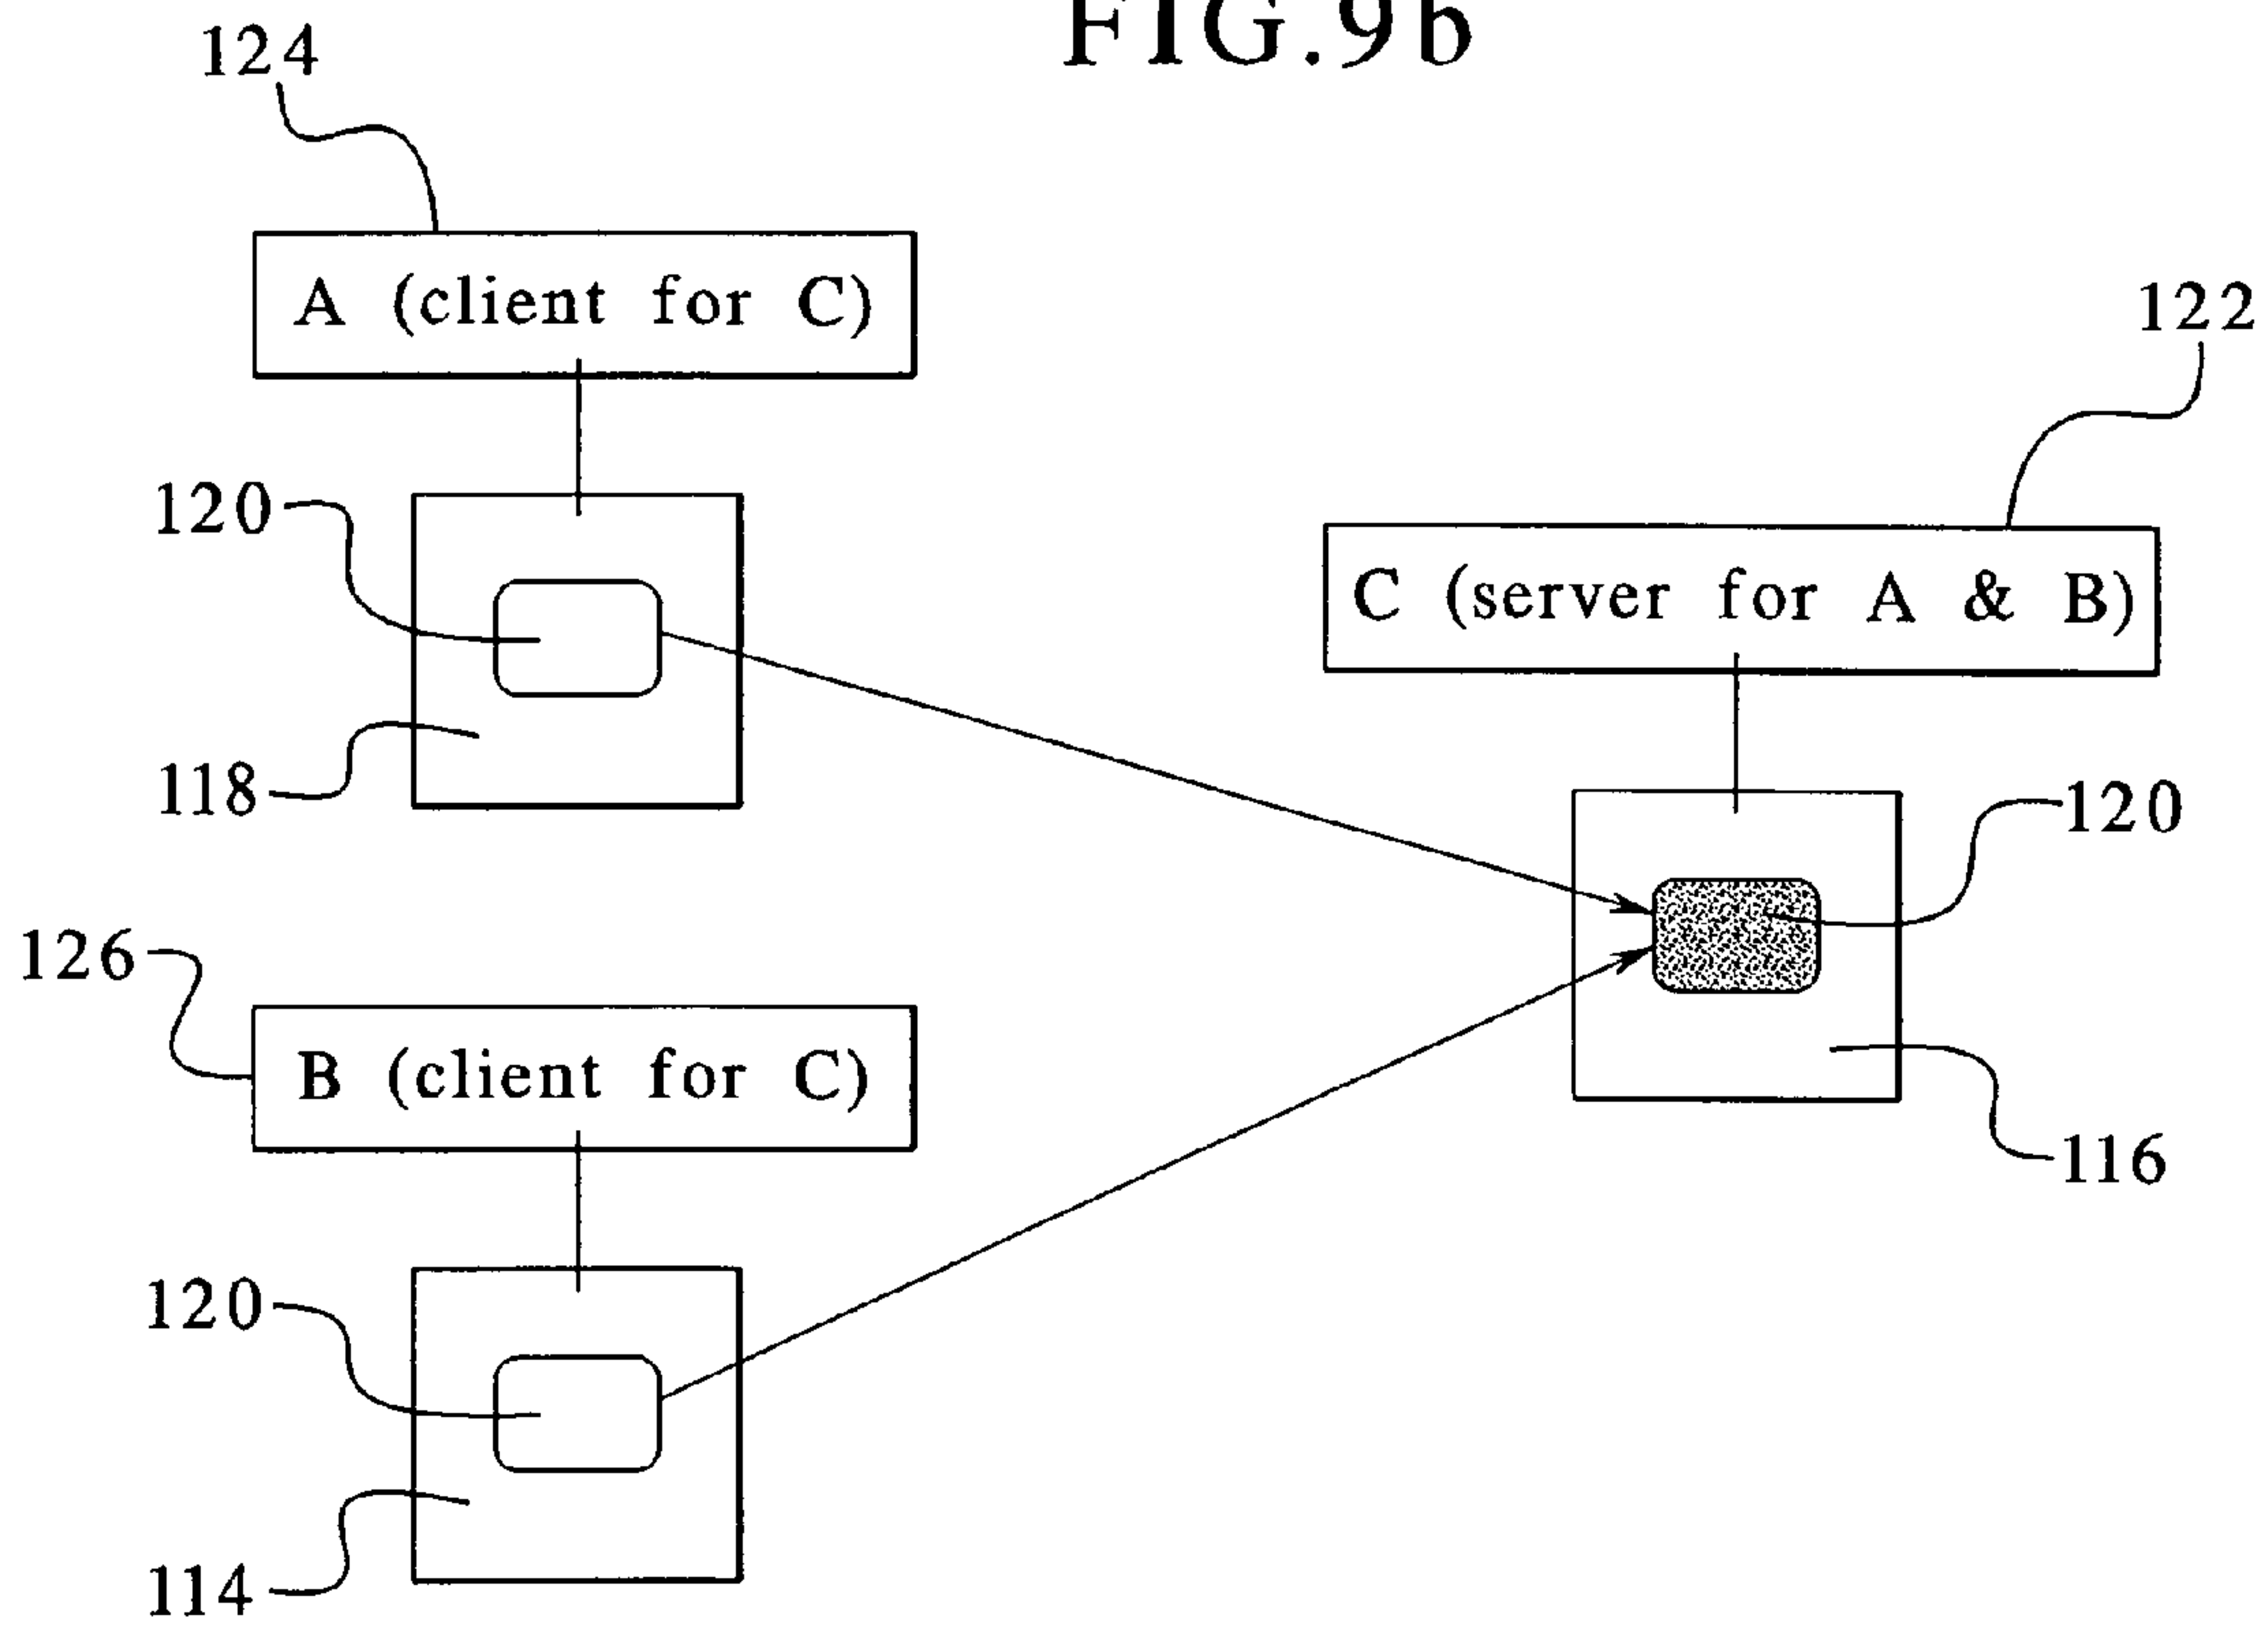 FIG.9b
124
A (client for C)
122
120
C (server for A & B)
118
120
126
B (client for C)
116
120
114